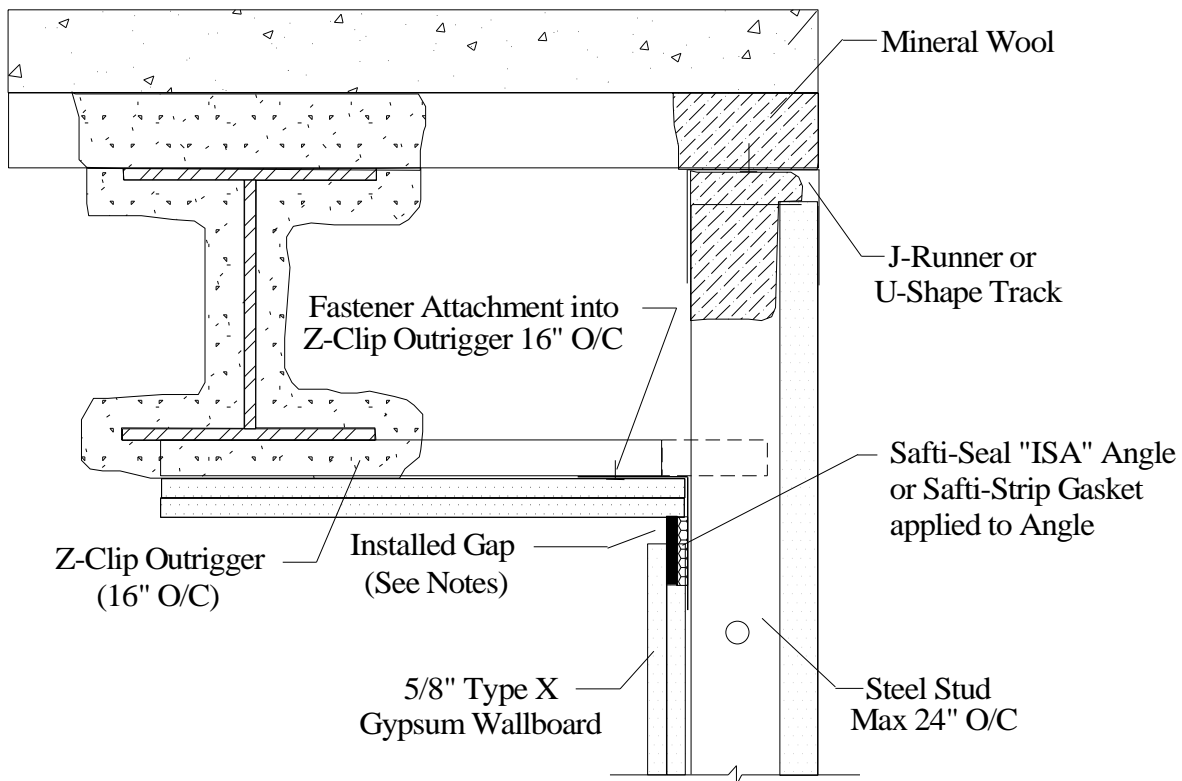 Mineral Wool
J-Runner or
U-Shape Track
Fastener Attachment into
Z-Clip Outrigger 16" O/C
Safti-Seal "ISA" Angle
or Safti-Strip Gasket
applied to Angle
Z-Clip Outrigger
(16" O/C)
Installed Gap
(See Notes)
5/8" Type X
Gypsum Wallboard
Steel Stud
Max 24" O/C